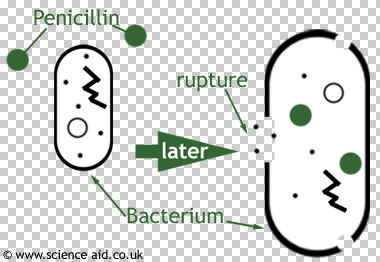 Penicillin
rupture
later
Bacterium
© www.science aid.co.uk